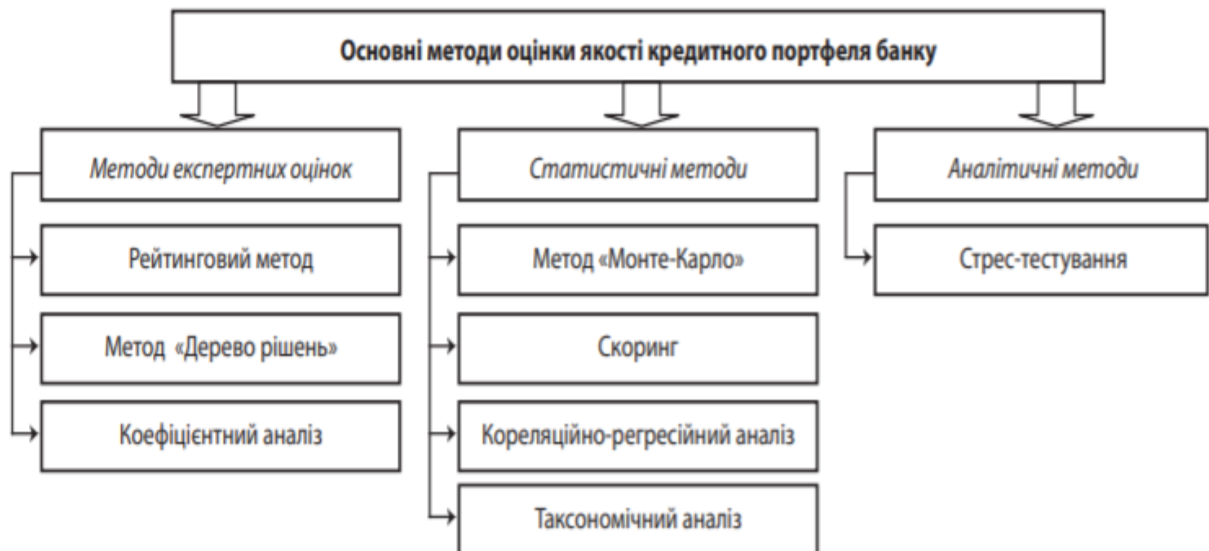 Основні методи оцінки якості кредитного портфеля банку
Методи експертних оцінок
Рейтинговий метод
Метод «Дерево рішень»
Коефіцієнтний аналіз
Статистичні методи
Метод «Монте-Карло»
Скоринг
Кореляційно-регресійний аналіз
Таксономічний аналіз
Аналітичні методи
Стрес-тестування